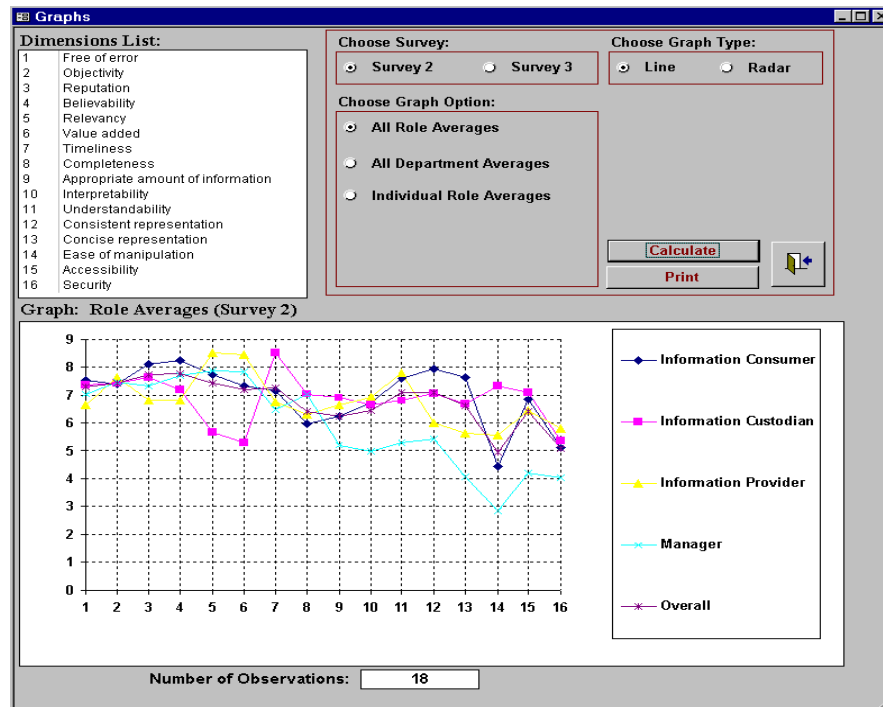 Graphs
Dimensions List:
1 Free of error
2 Objectivity
3 Reputation
4 Believability
5 Relevancy
6 Value added
7 Timeliness
8 Completeness
9 Appropriate amount of information
10 Interpretability
11 Understandability
12 Consistent representation
13 Concise representation
14 Ease of manipulation
15 Accessibility
16 Security
Choose Survey:
Survey 2 Survey 3
Choose Graph Type:
Line Radar
Choose Graph Option:
All Role Averages
All Department Averages
Individual Role Averages
Calculate
Print
Graph: Role Averages (Survey 2)
9
8
7
6
5
4
3
2
1
0
1 2 3 4 5 6 7 8 9 10 11 12 13 14 15 16
Information Consumer
Information Custodian
Information Provider
Manager
Overall
Number of Observations: 18